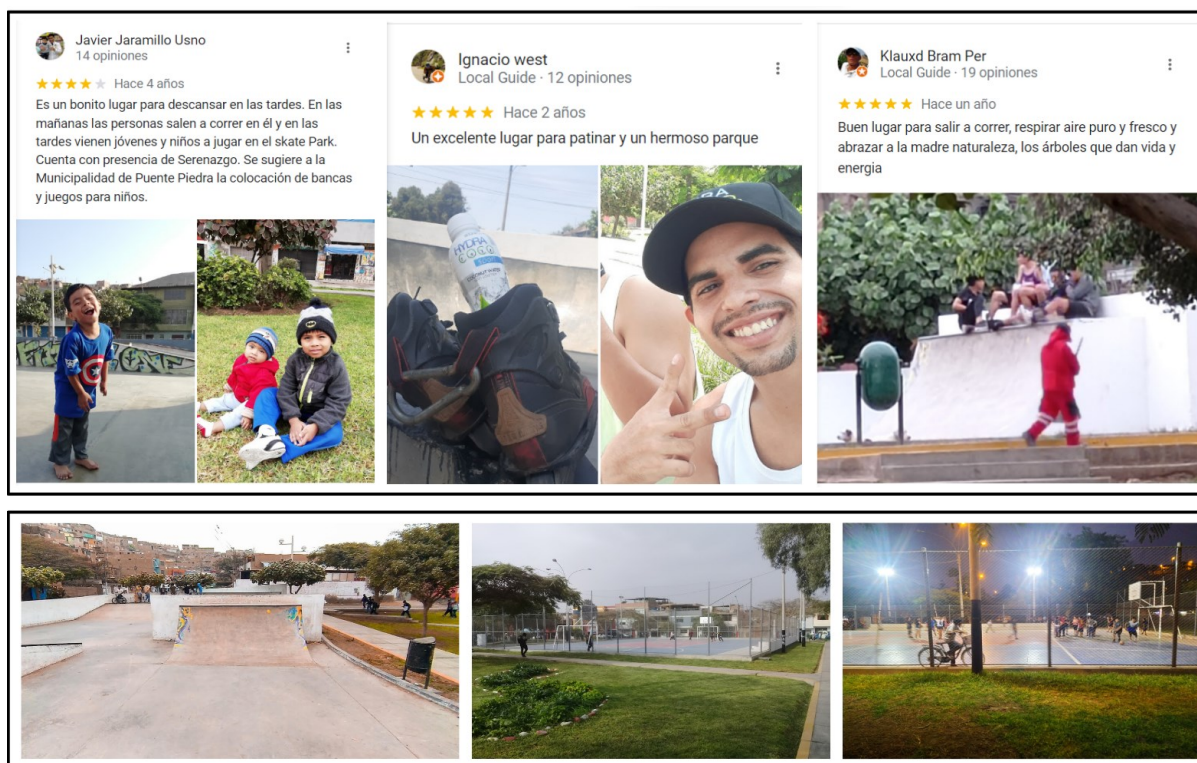 Javier Jaramillo Usno
14 opiniones
Hace 4 años
Es un bonito lugar para descansar en las tardes. En las
mañanas las personas salen a correr en él y en las
tardes vienen jóvenes y niños a jugar en el skate Park.
Cuenta con presencia de Serenazgo. Se sugiere a la
Municipalidad de Puente Piedra la colocación de bancas
y juegos para niños.
Ignacio west
Local Guide · 12 opiniones
Hace 2 años
Un excelente lugar para patinar y un hermoso parque
HYDRA
COCO
Klauxd Bram Per
Local Guide · 19 opiniones
Hace un año
Buen lugar para salir a correr, respirar aire puro y fresco y
abrazar a la madre naturaleza, los árboles que dan vida y
energia